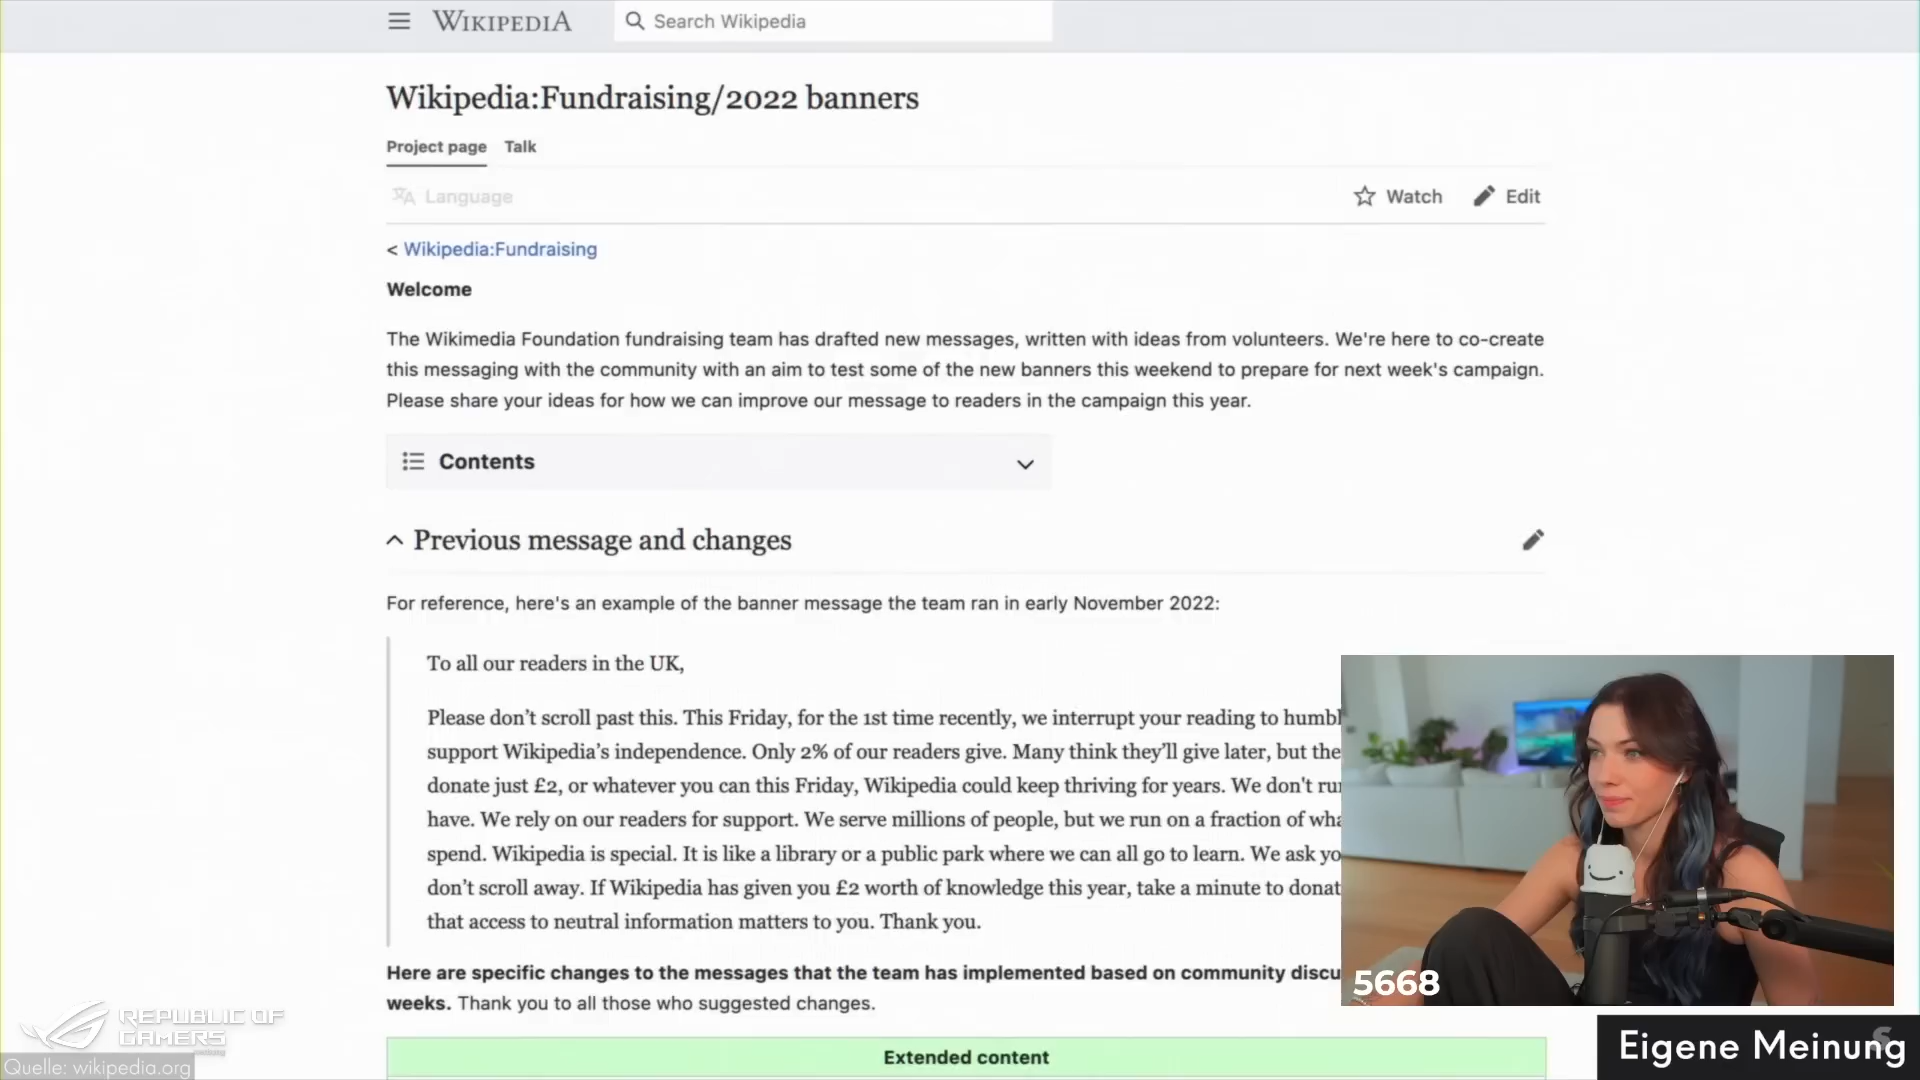 WIKIPEDIA
Search Wikipedia
Wikipedia:Fundraising/2022 banners
Project page Talk
Language
Watch Edit
< Wikipedia:Fundraising
Welcome
The Wikimedia Foundation fundraising team has drafted new messages, written with ideas from volunteers. We're here to co-create
this messaging with the community with an aim to test some of the new banners this weekend to prepare for next week's campaign.
Please share your ideas for how we can improve our message to readers in the campaign this year.
Contents
Previous message and changes
For reference, here's an example of the banner message the team ran in early November 2022:
To all our readers in the UK,
Please don’t scroll past this. This Friday, for the 1st time recently, we interrupt your reading to humbl
support Wikipedia’s independence. Only 2% of our readers give. Many think they’ll give later, but the
donate just £2, or whatever you can this Friday, Wikipedia could keep thriving for years. We don't ru
have. We rely on our readers for support. We serve millions of people, but we run on a fraction of wha
spend. Wikipedia is special. It is like a library or a public park where we can all go to learn. We ask yo
don’t scroll away. If Wikipedia has given you £2 worth of knowledge this year, take a minute to donat
that access to neutral information matters to you. Thank you.
Here are specific changes to the messages that the team has implemented based on community discu
weeks. Thank you to all those who suggested changes.
Extended content
5668
REPUBLIC OF
GAMERS
Quelle: wikipedia.org
Eigene Meinung